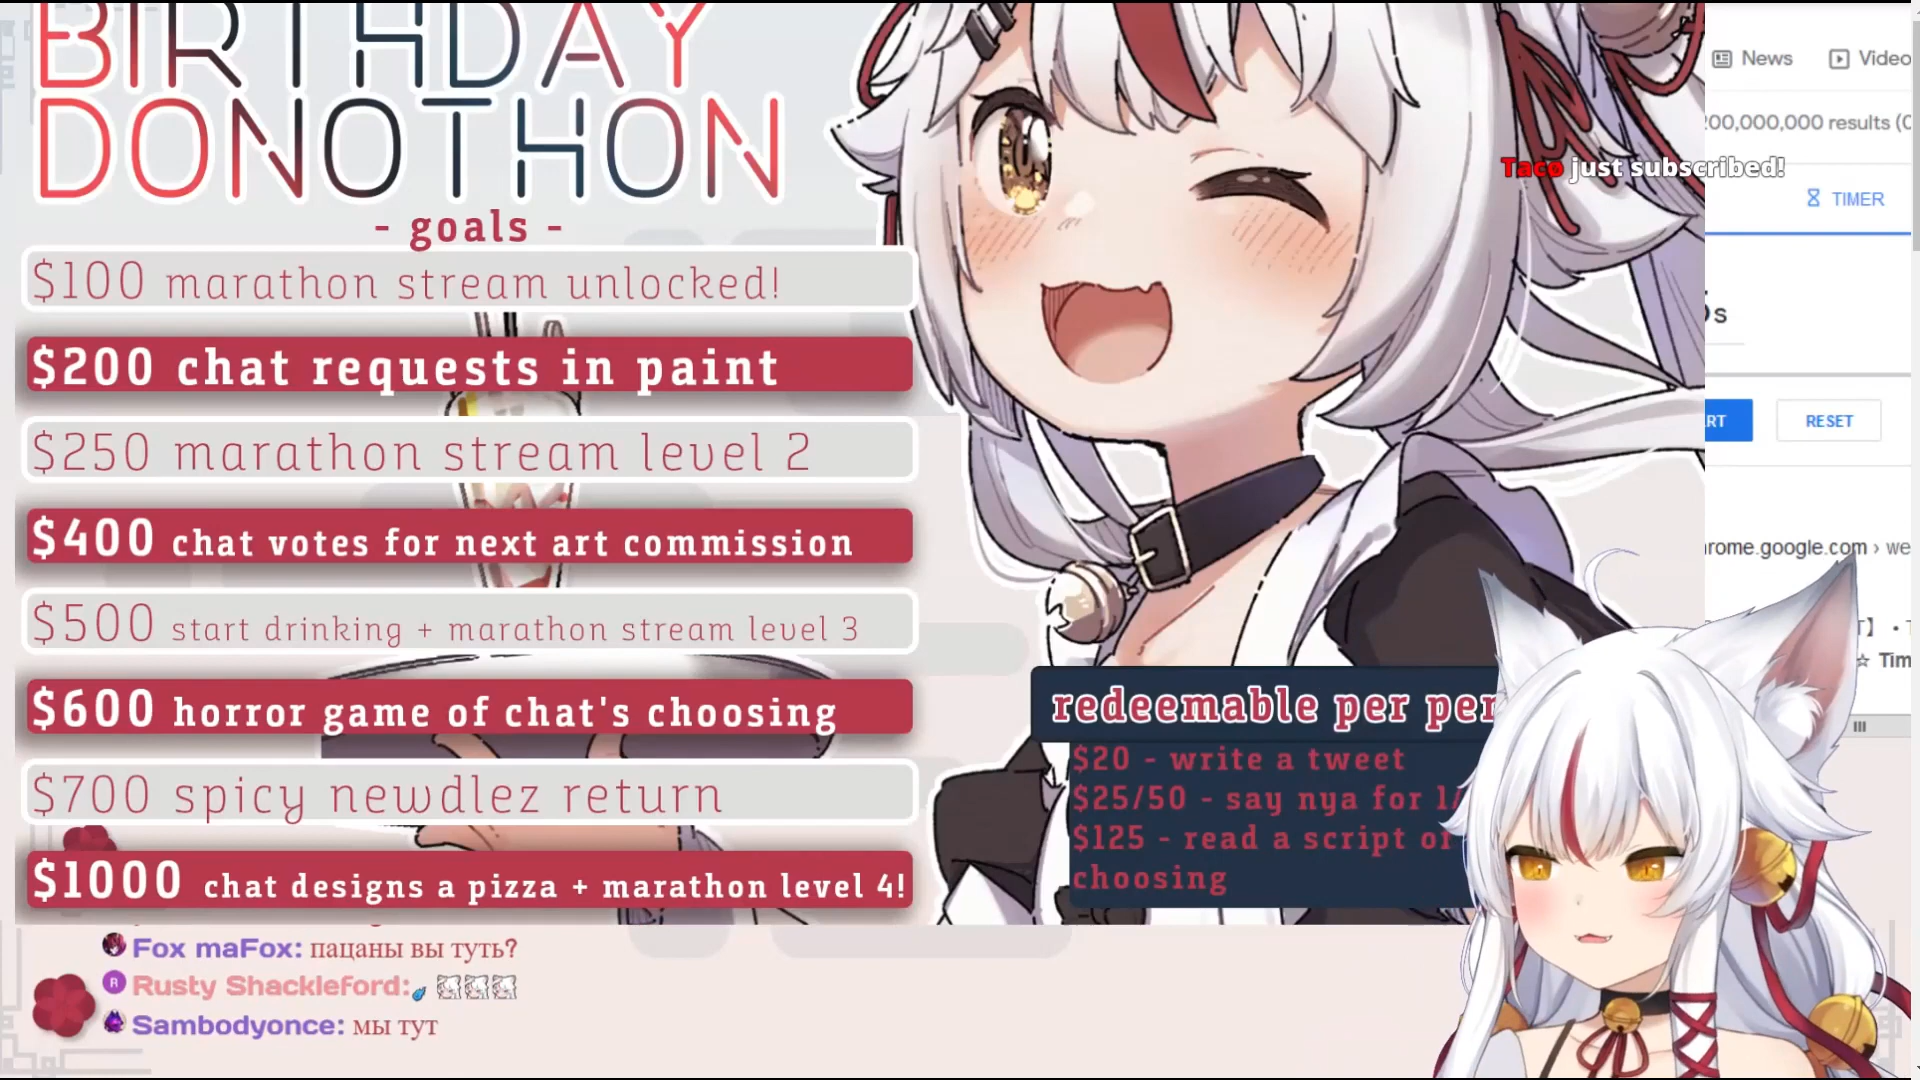 BIRTHDAY
DONOTHON
- goals -
$100 marathon stream unlocked!
$200 chat requests in paint
$250 marathon stream level 2
$400 chat votes for next art commission
$500 start drinking + marathon stream level 3
$600 horror game of chat's choosing
$700 spicy newdlez return
$1000 chat designs a pizza + marathon level 4!
Fox maFox: пацаны вы туть?
Rusty Shackleford:
Sambodyonce: мы тут
redeemable per
$20 - write a tweet
$25/50 - say nya for
$125 - read a script
choosing
Taco just subscribed!
News
Video
00,000,000 results
TIMER
s
RT
RESET
rome.google.com › we
Tim